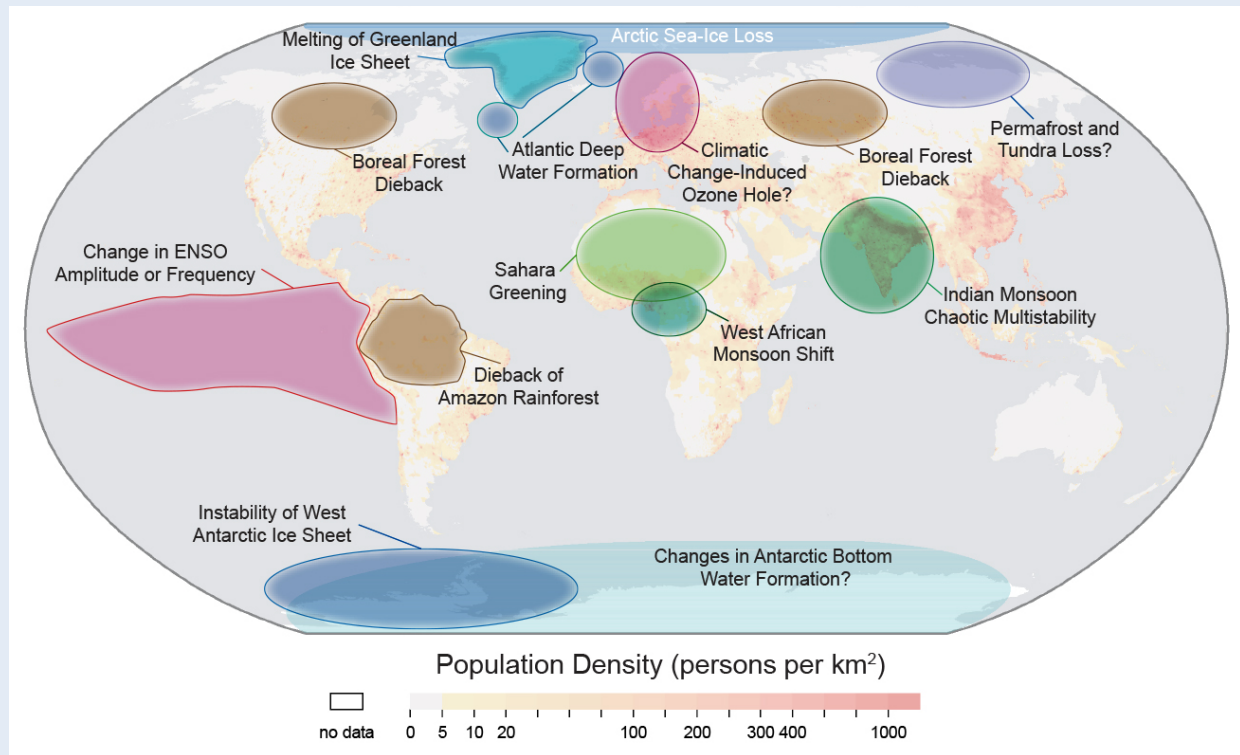 Melting of Greenland
Ice Sheet
Arctic Sea-Ice Loss
Boreal Forest
Dieback
Atlantic Deep
Water Formation
Climatic
Change-Induced
Ozone Hole?
Boreal Forest
Dieback
Permafrost and
Tundra Loss?
Change in ENSO
Amplitude or Frequency
Sahara
Greening
Indian Monsoon
Chaotic Multistability
West African
Monsoon Shift
Dieback of
Amazon Rainforest
Instability of West
Antarctic Ice Sheet
Changes in Antarctic Bottom
Water Formation?
Population Density (persons per km²)
no data 0 5 10 20 100 200 300 400 1000